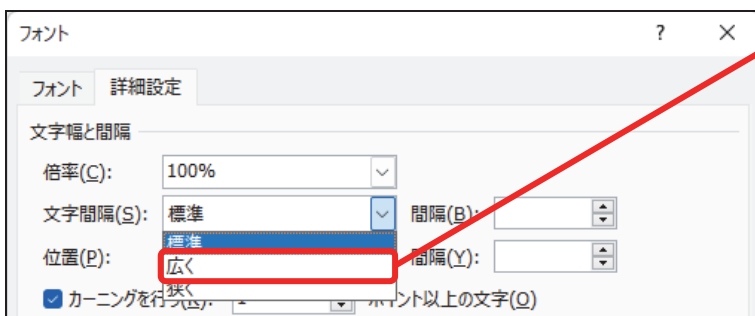 フォント ? ×
フォント 詳細設定
文字幅と間隔
倍率(C): 100%
文字間隔(S): 標準 間隔(B):
標準
位置(P): 広く 間隔(Y):
狭く
カーニングを行う(K): ポイント以上の文字(O)